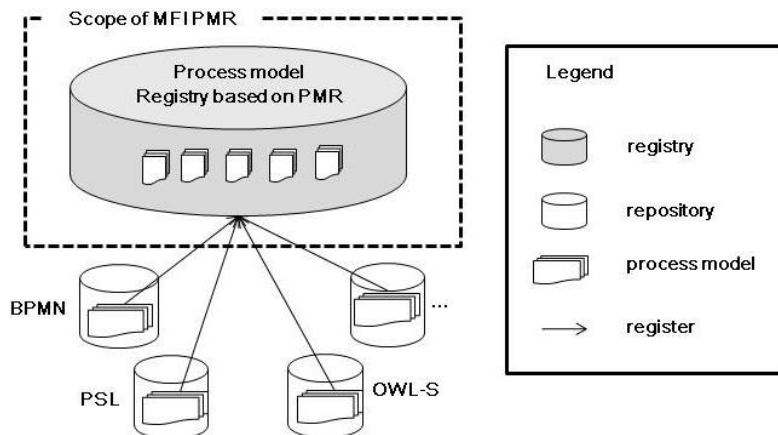 Scope of MFI PMR
Process model
Registry based on PMR
BPMN
...
PSL
OWL-S
Legend
registry
repository
process model
register